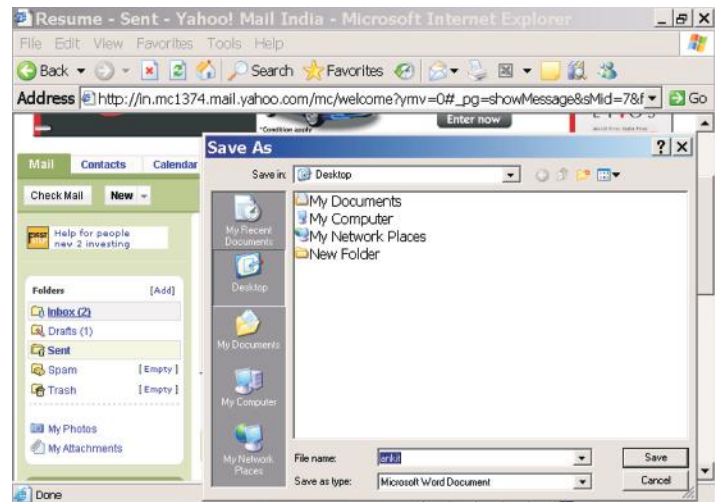 Resume - Sent - Yahoo! Mail India - Microsoft Internet Explorer
File Edit View Favorites Tools Help
Back Search Favorites
Address http://in.mc1374.mail.yahoo.com/mc/welcome?ymv=0#_pg=showMessage&sMid=7&f Go
*Condition apply
Enter now
Mail Contacts Calendar
Check Mail New
FIRST STEP
Help for people
new 2 investing
Folders [Add]
Inbox (2)
Drafts (1)
Sent
Spam [Empty]
Trash [Empty]
My Photos
My Attachments
Save As
Save in: Desktop
My Recent
Documents
Desktop
My Documents
My Computer
My Network
Places
My Documents
My Computer
My Network Places
New Folder
File name: ankit Save
Save as type: Microsoft Word Document Cancel
Done